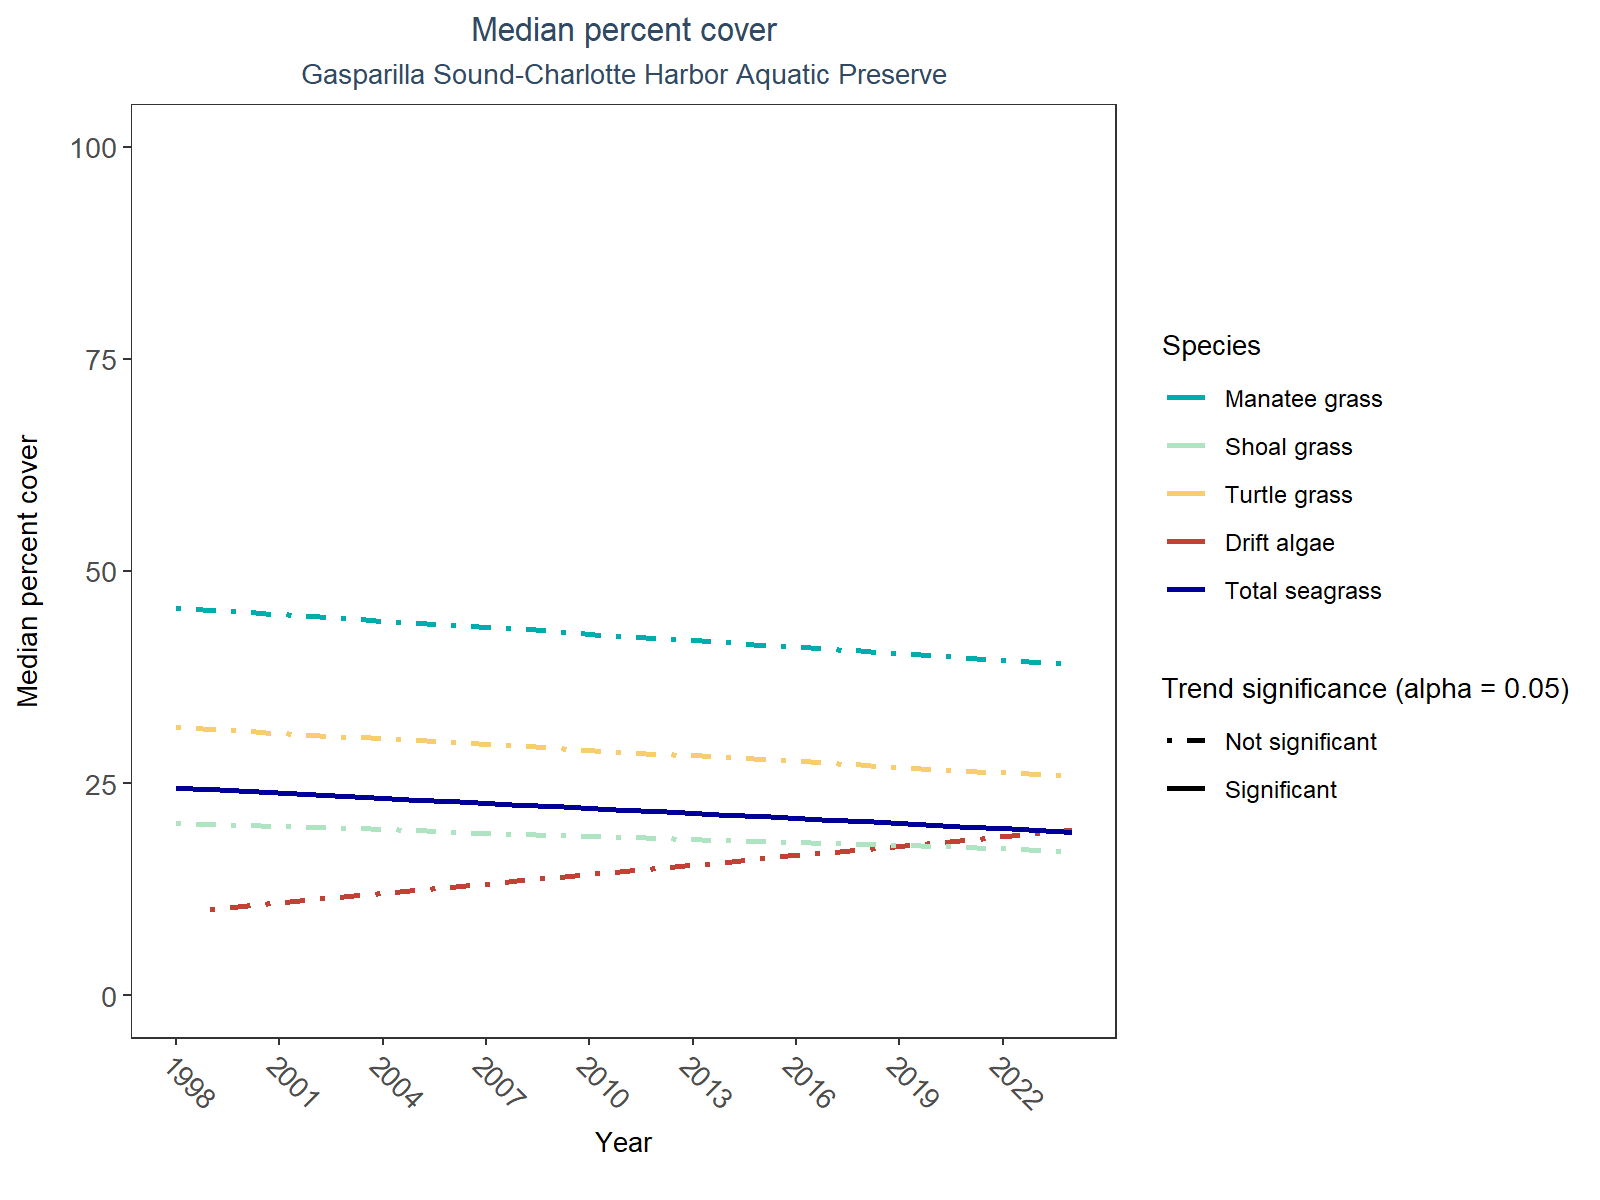 Median percent cover
Gasparilla Sound-Charlotte Harbor Aquatic Preserve
Median percent cover
100
75
50
25
0
1998
2001
2004
2007
2010
2013
2016
2019
2022
Year
Species
Manatee grass
Shoal grass
Turtle grass
Drift algae
Total seagrass
Trend significance (alpha = 0.05)
Not significant
Significant